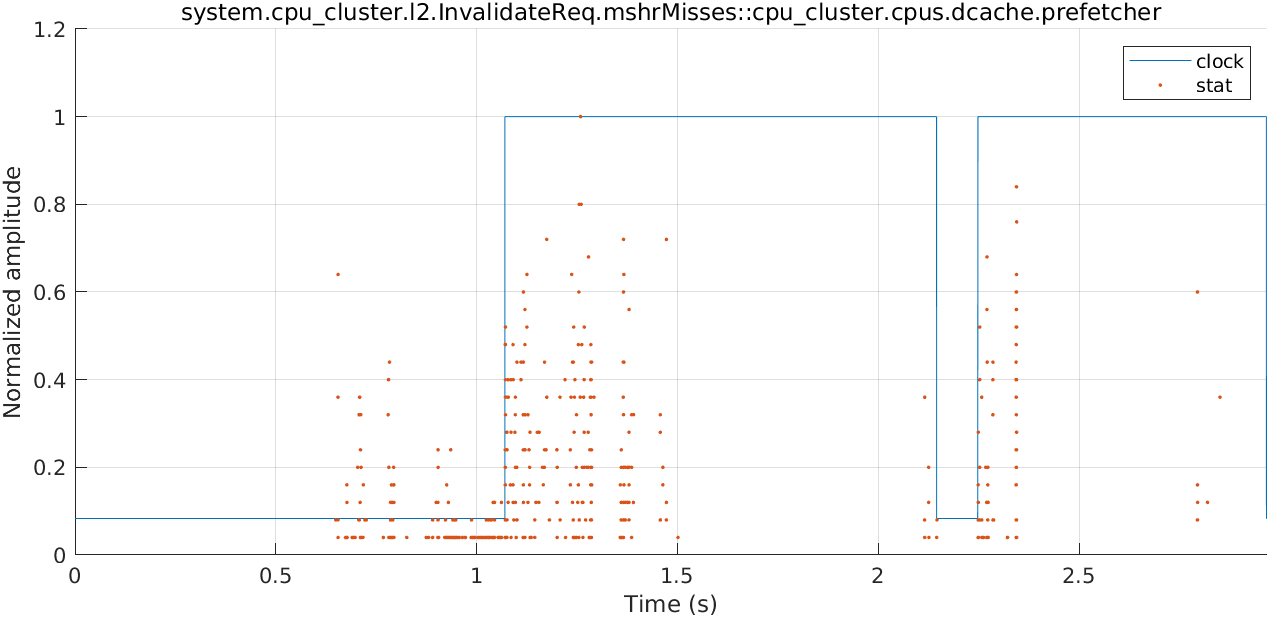 system.cpu_cluster.l2.InvalidateReq.mshrMisses::cpu_cluster.cpus.dcache.prefetcher
1.2
1
0.8
0.6
0.4
0.2
0
Normalized amplitude
clock
stat
0 0.5 1 1.5 2 2.5
Time (s)